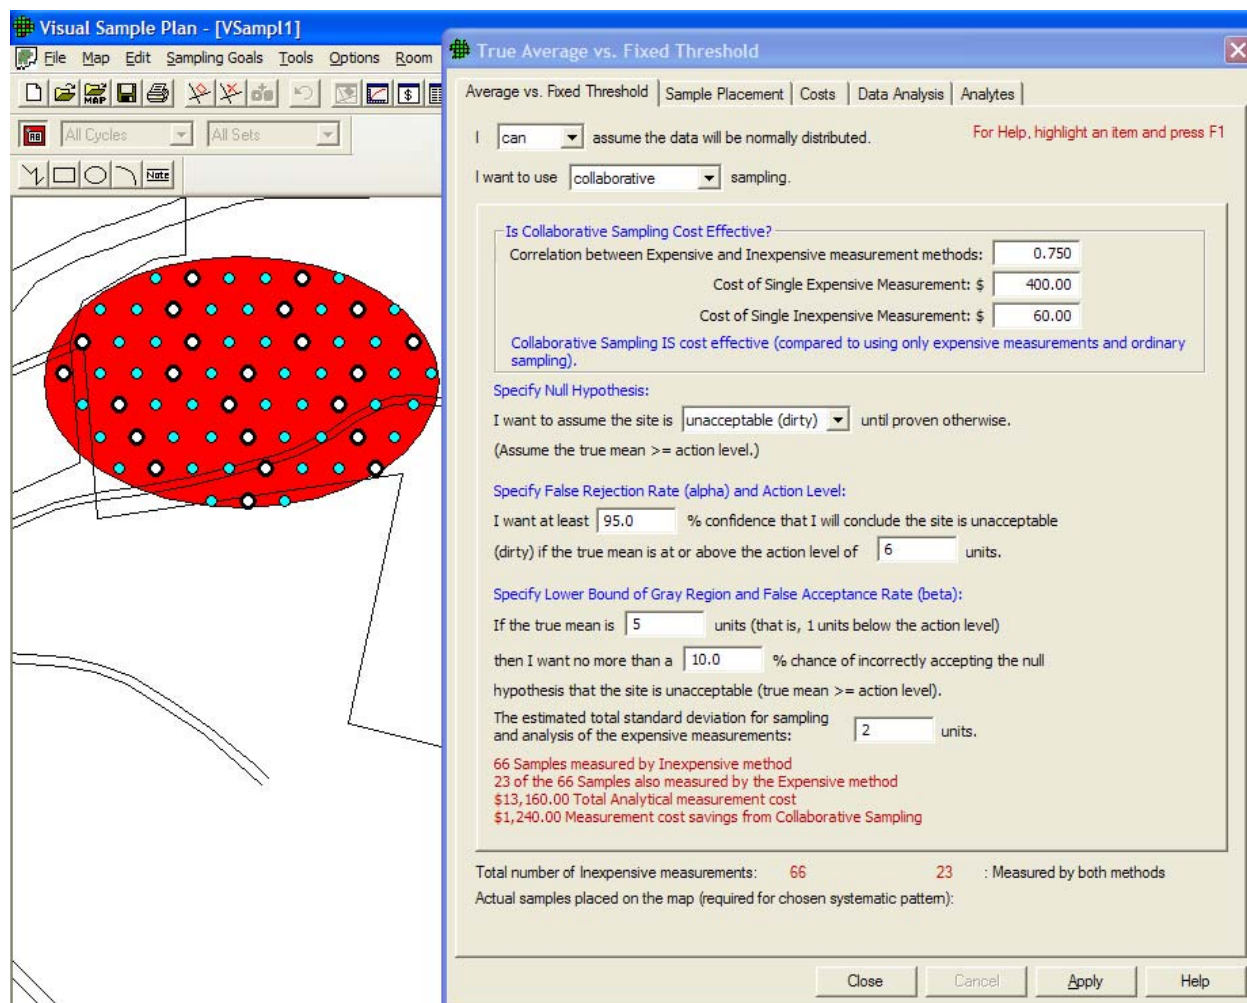 Visual Sample Plan - [VSampl1]
File Map Edit Sampling Goals Tools Options Room
MAP
$
All Cycles All Sets
Note
True Average vs. Fixed Threshold
Average vs. Fixed Threshold Sample Placement Costs Data Analysis Analytes
For Help, highlight an item and press F1
I can assume the data will be normally distributed.
I want to use collaborative sampling.
Is Collaborative Sampling Cost Effective?
Correlation between Expensive and Inexpensive measurement methods: 0.750
Cost of Single Expensive Measurement: $ 400.00
Cost of Single Inexpensive Measurement: $ 60.00
Collaborative Sampling IS cost effective (compared to using only expensive measurements and ordinary
sampling).
Specify Null Hypothesis:
I want to assume the site is unacceptable (dirty) until proven otherwise.
(Assume the true mean >= action level.)
Specify False Rejection Rate (alpha) and Action Level:
I want at least 95.0 % confidence that I will conclude the site is unacceptable
(dirty) if the true mean is at or above the action level of 6 units.
Specify Lower Bound of Gray Region and False Acceptance Rate (beta):
If the true mean is 5 units (that is, 1 units below the action level)
then I want no more than a 10.0 % chance of incorrectly accepting the null
hypothesis that the site is unacceptable (true mean >= action level).
The estimated total standard deviation for sampling
and analysis of the expensive measurements: 2 units.
66 Samples measured by Inexpensive method
23 of the 66 Samples also measured by the Expensive method
$13,160.00 Total Analytical measurement cost
$1,240.00 Measurement cost savings from Collaborative Sampling
Total number of Inexpensive measurements: 66 23 : Measured by both methods
Actual samples placed on the map (required for chosen systematic pattern):
Close Cancel Apply Help